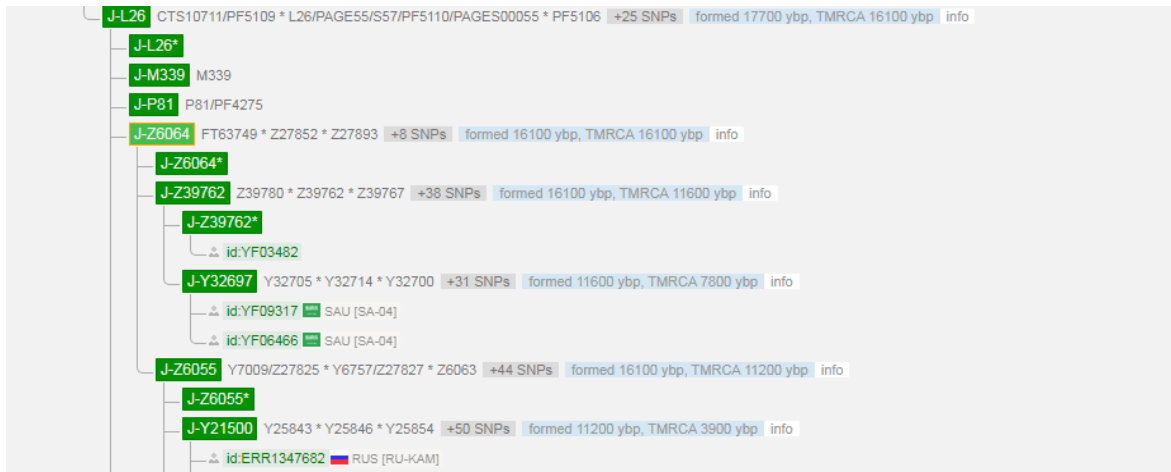 J-L26 CTS10711/PF5109 * L26/PAGE55/S57/PF5110/PAGES00055 * PF5106 +25 SNPs formed 17700 ybp, TMRCA 16100 ybp info
J-L26*
J-M339 M339
J-P81 P81/PF4275
J-Z6064 FT63749 * Z27852 * Z27893 +8 SNPs formed 16100 ybp, TMRCA 16100 ybp info
J-Z6064*
J-Z39762 Z39780 * Z39762 * Z39767 +38 SNPs formed 16100 ybp, TMRCA 11600 ybp info
J-Z39762*
id:YF03482
J-Y32697 Y32705 * Y32714 * Y32700 +31 SNPs formed 11600 ybp, TMRCA 7800 ybp info
id:YF09317 SAU [SA-04]
id:YF06466 SAU [SA-04]
J-Z6055 Y7009/Z27825 * Y6757/Z27827 * Z6063 +44 SNPs formed 16100 ybp, TMRCA 11200 ybp info
J-Z6055*
J-Y21500 Y25843 * Y25846 * Y25854 +50 SNPs formed 11200 ybp, TMRCA 3900 ybp info
id:ERR1347682 RUS [RU-KAM]